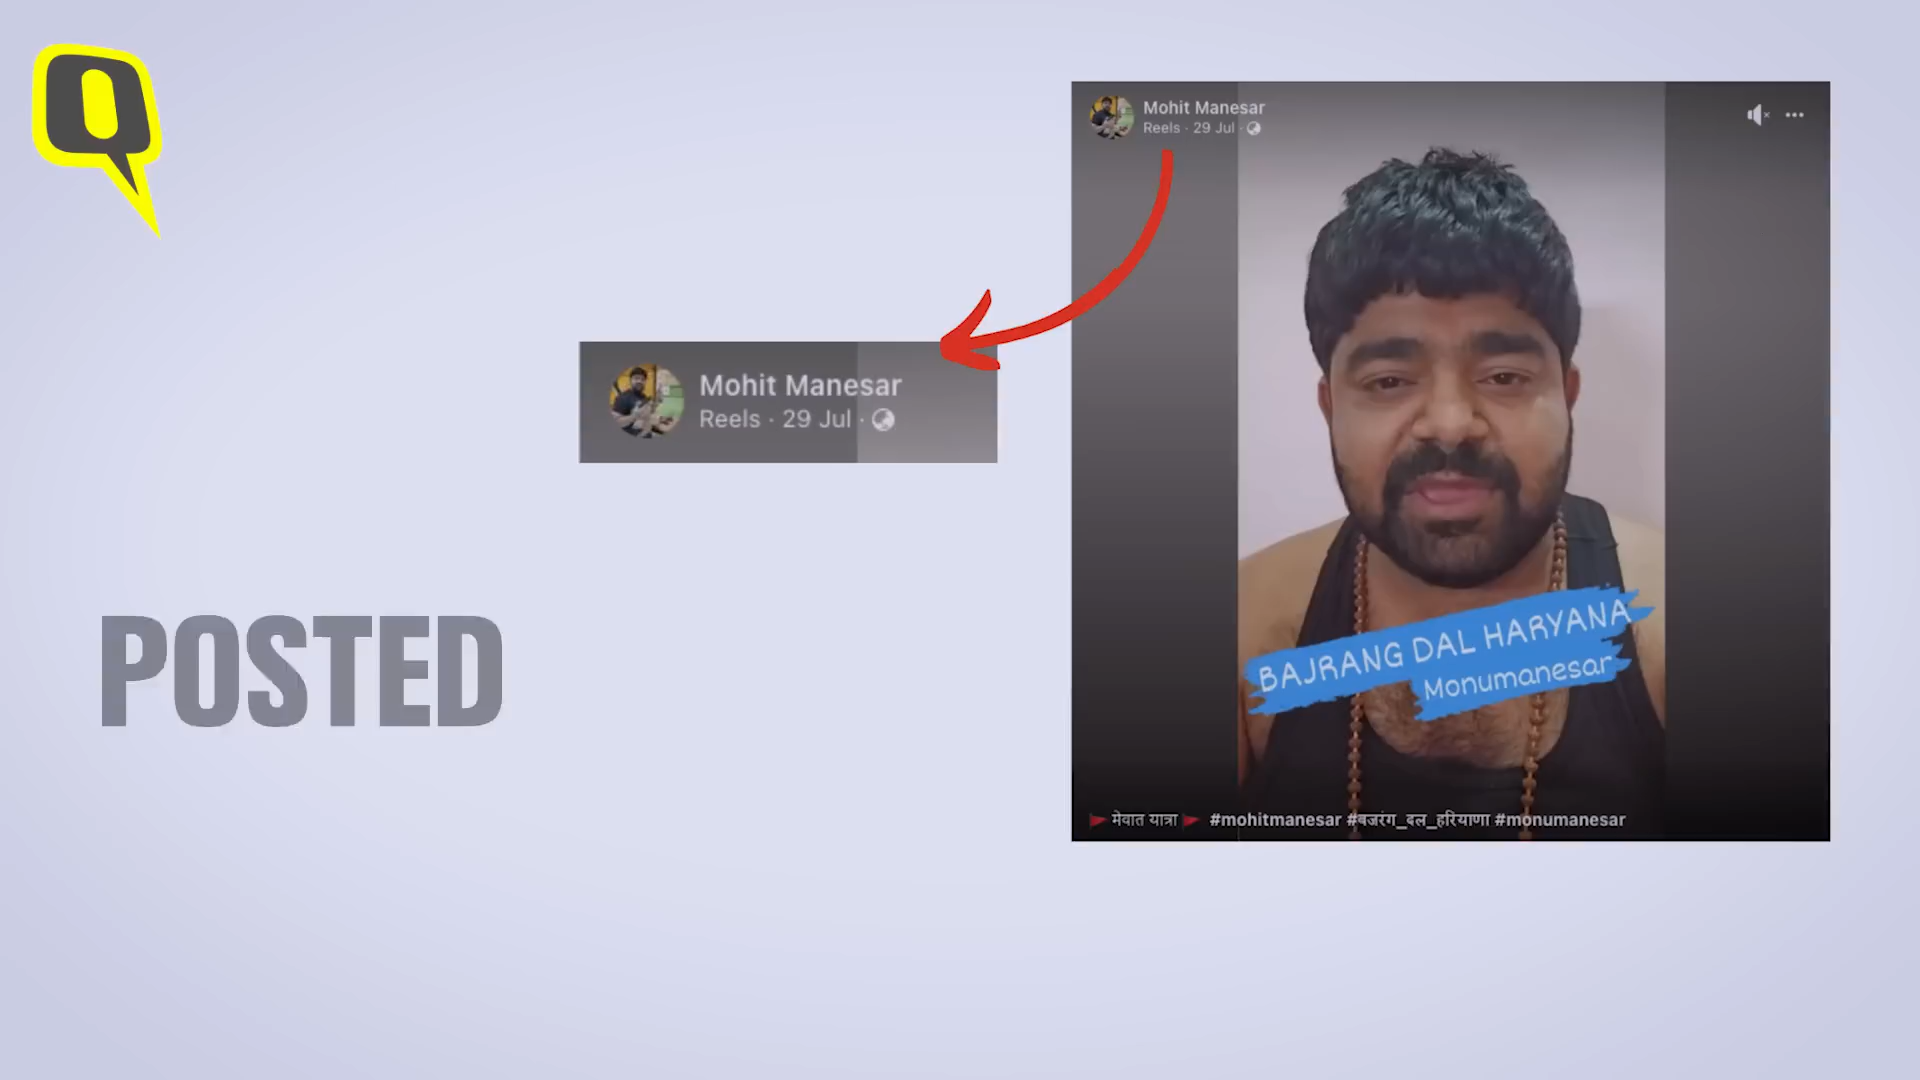 Q
Mohit Manesar
Reels · 29 Jul ·
Mohit Manesar
Reels · 29 Jul ·
POSTED
BAJRANG DAL HARYANA
Monumanesar
मेवात यात्रा #mohitmanesar #बजरंग_दल_हरियाणा #monumanesar